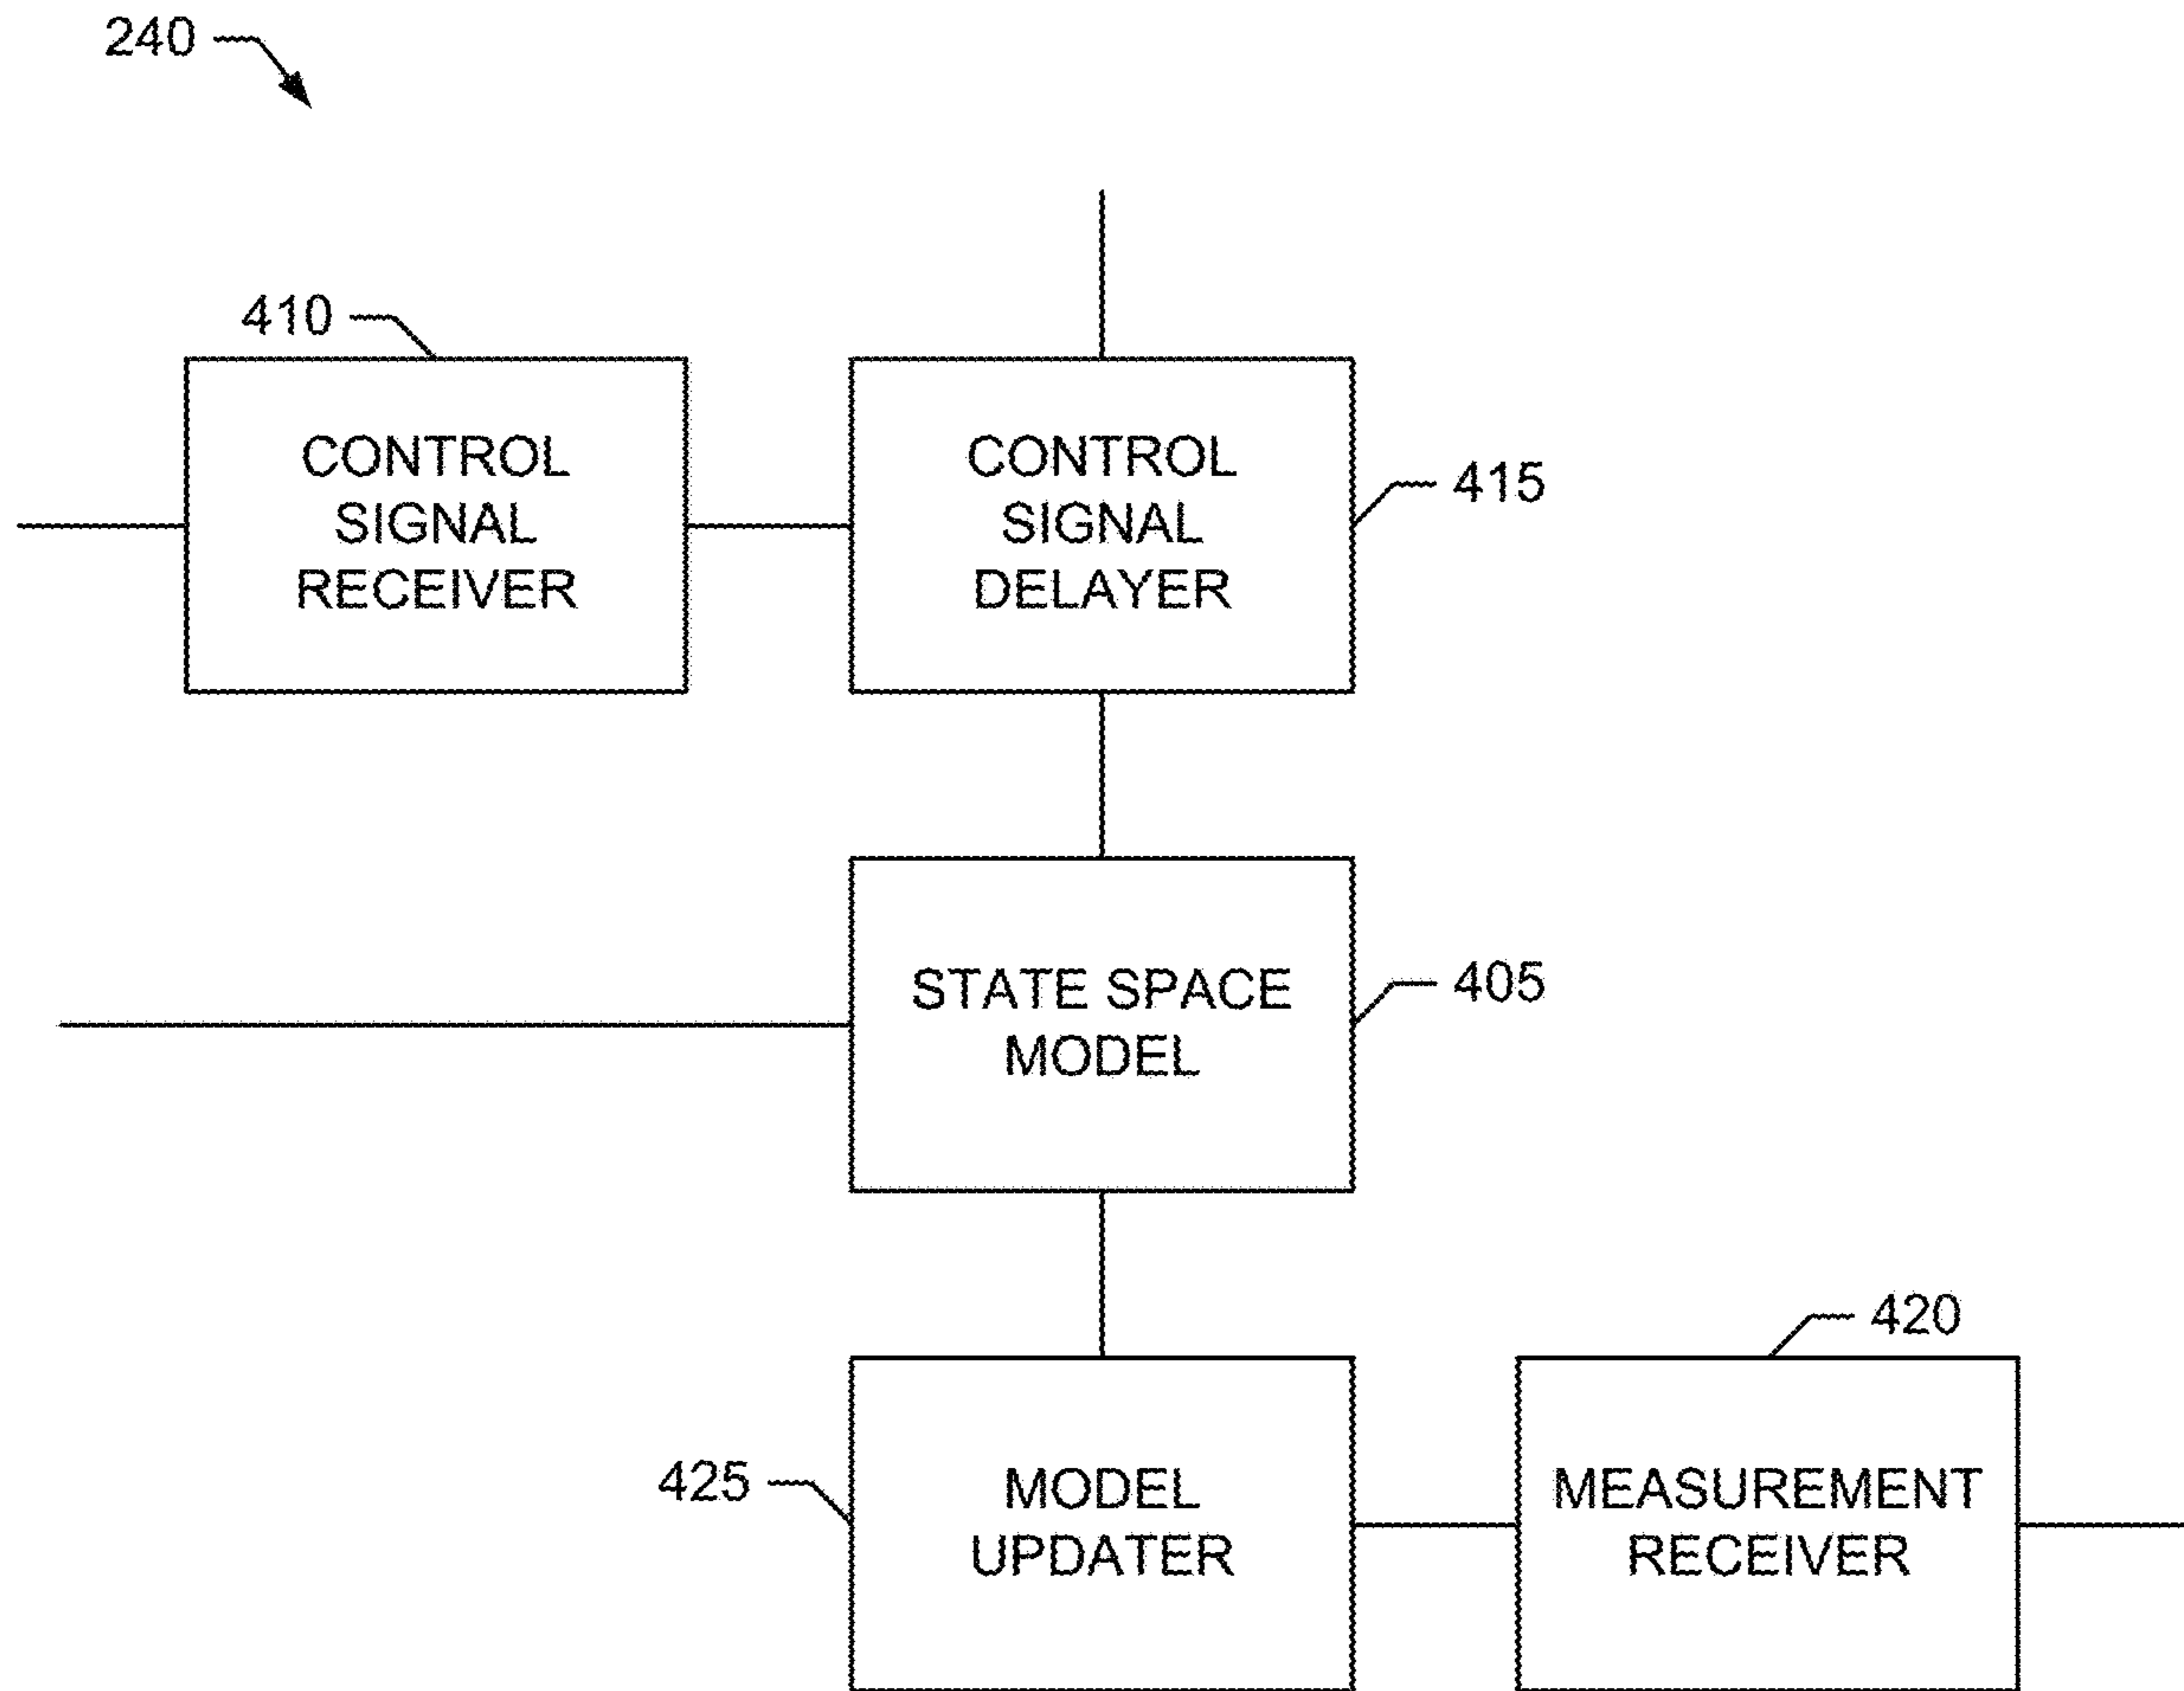 240
410
CONTROL
SIGNAL
RECEIVER
CONTROL
SIGNAL
DELAYER
415
STATE SPACE
MODEL
405
425
MODEL
UPDATER
420
MEASUREMENT
RECEIVER